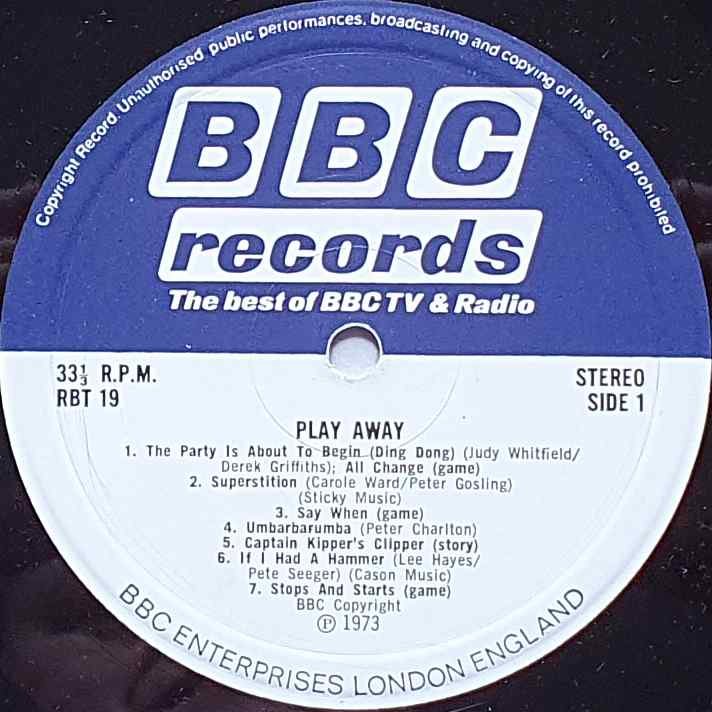 Copyright Record. Unauthorised public performances, broadcasting and copying of this record prohibited
BBC
records
The best of BBC TV & Radio
33⅓ R.P.M.
RBT 19
STEREO
SIDE 1
PLAY AWAY
1. The Party Is About To Begin (Ding Dong) (Judy Whitfield/
Derek Griffiths); All Change (game)
2. Superstition (Carole Ward/Peter Gosling)
(Sticky Music)
3. Say When (game)
4. Umbarbarumba (Peter Charlton)
5. Captain Kipper's Clipper (story)
6. If I Had A Hammer (Lee Hayes/
Pete Seeger) (Cason Music)
7. Stops And Starts (game)
BBC Copyright
℗ 1973
BBC ENTERPRISES LONDON ENGLAND